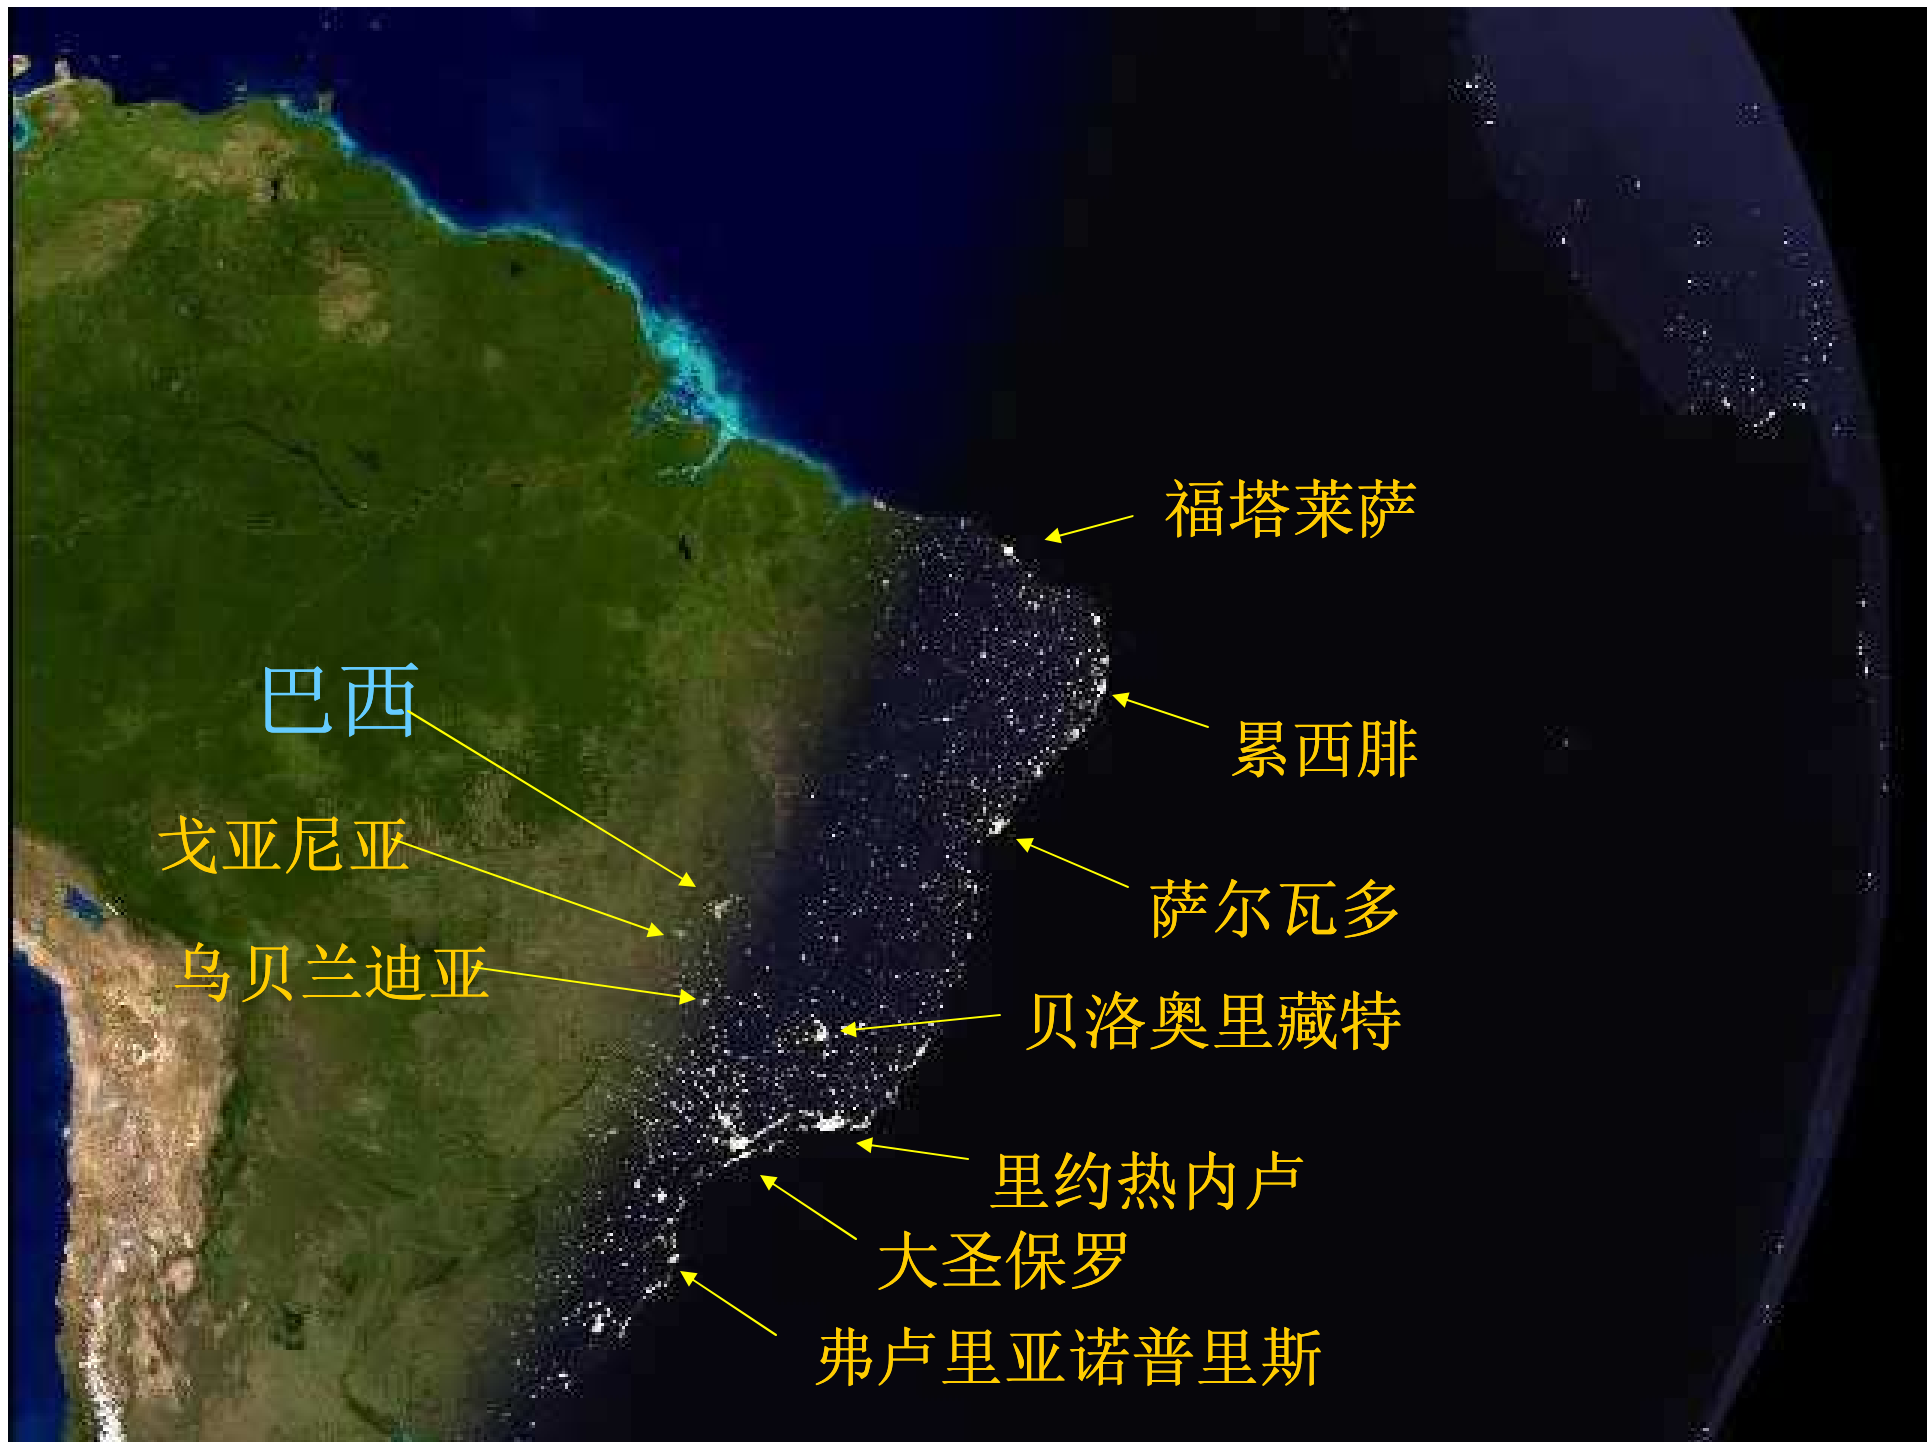 福塔莱萨
巴西
累西腓
戈亚尼亚
萨尔瓦多
乌贝兰迪亚
贝洛奥里藏特
里约热内卢
大圣保罗
弗卢里亚诺普里斯